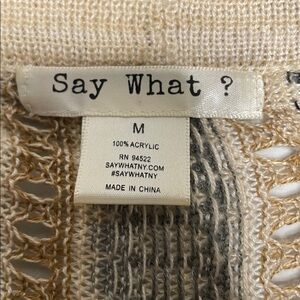 Say What ?
M
100% ACRYLIC
RN 94522
SAYWHATNY.COM
#SAYWHATNY
MADE IN CHINA